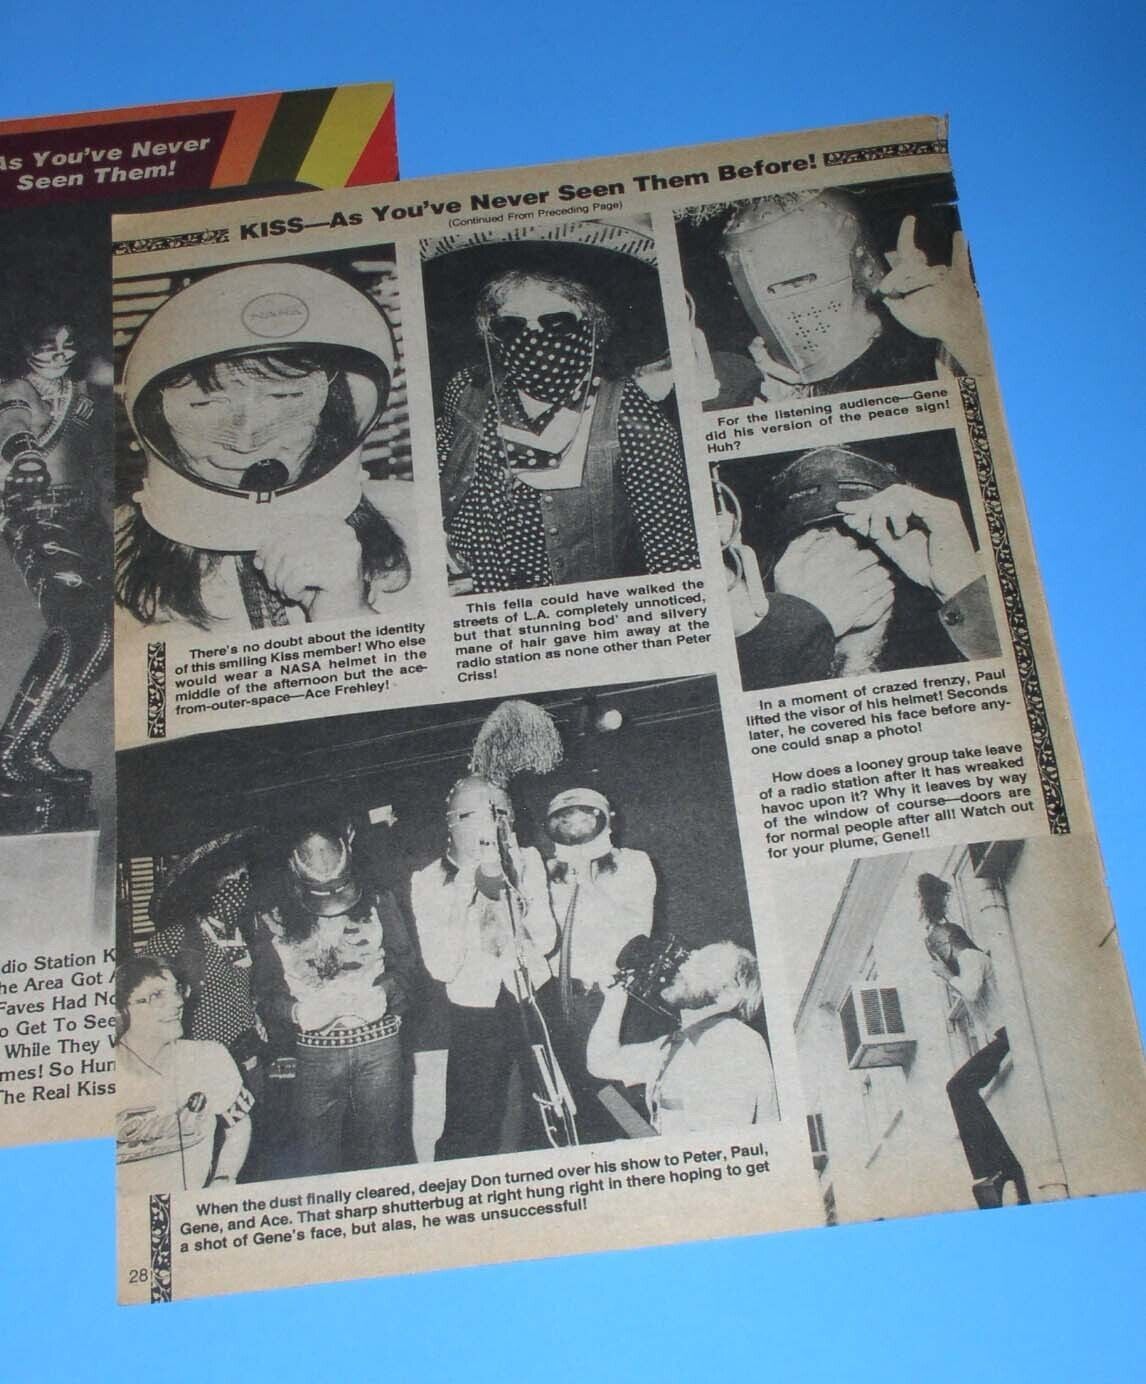 As You've Never
Seen Them!
dio Station K
he Area Got
Faves Had No
o Get To See
While They
mes! So Hur
The Real Kiss
KISS—As You've Never Seen Them Before!
(Continued From Preceding Page)
NASA
There's no doubt about the identity
of this smiling Kiss member! Who else
would wear a NASA helmet in the
middle of the afternoon but the ace-
from-outer-space—Ace Frehley!
This fella could have walked the
streets of L.A. completely unnoticed,
but that stunning bod' and silvery
mane of hair gave him away at the
radio station as none other than Peter
Criss!
For the listening audience—Gene
did his version of the peace sign!
Huh?
In a moment of crazed frenzy, Paul
lifted the visor of his helmet! Seconds
later, he covered his face before any-
one could snap a photo!
How does a looney group take leave
of a radio station after it has wreaked
havoc upon it? Why it leaves by way
of the window of course—doors are
for normal people after all! Watch out
for your plume, Gene!!
When the dust finally cleared, deejay Don turned over his show to Peter, Paul,
Gene, and Ace. That sharp shutterbug at right hung right in there hoping to get
a shot of Gene's face, but alas, he was unsuccessful!
28